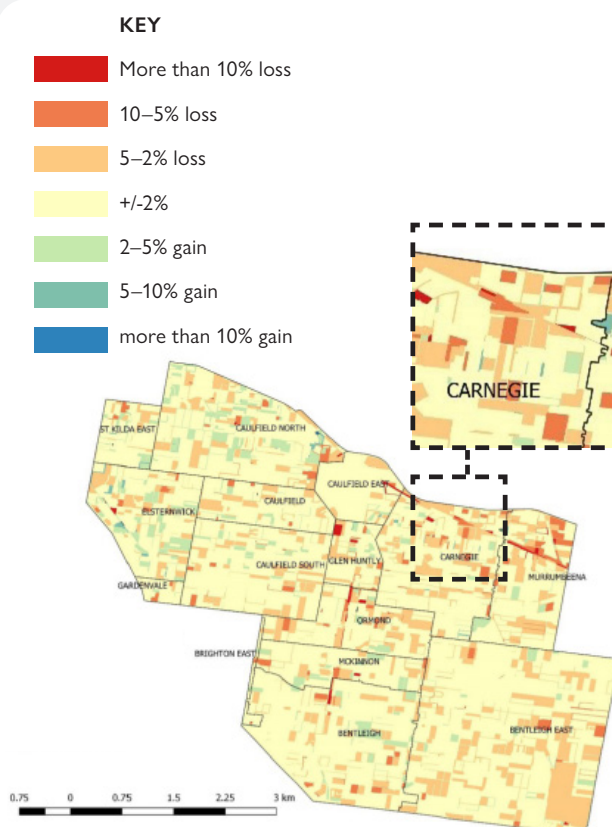 KEY
More than 10% loss
10–5% loss
5–2% loss
+/-2%
2–5% gain
5–10% gain
more than 10% gain
CARNEGIE
ST KILDA EAST
CAULFIELD NORTH
CAULFIELD EAST
ELSTERNWICK
CAULFIELD
CAULFIELD SOUTH
GLEN HUNTLY
CARNEGIE
MURRUMBEENA
GARDENVALE
ORMOND
BRIGHTON EAST
MCKINNON
BENTLEIGH
BENTLEIGH EAST
0.75 0 0.75 1.5 2.25 3 km